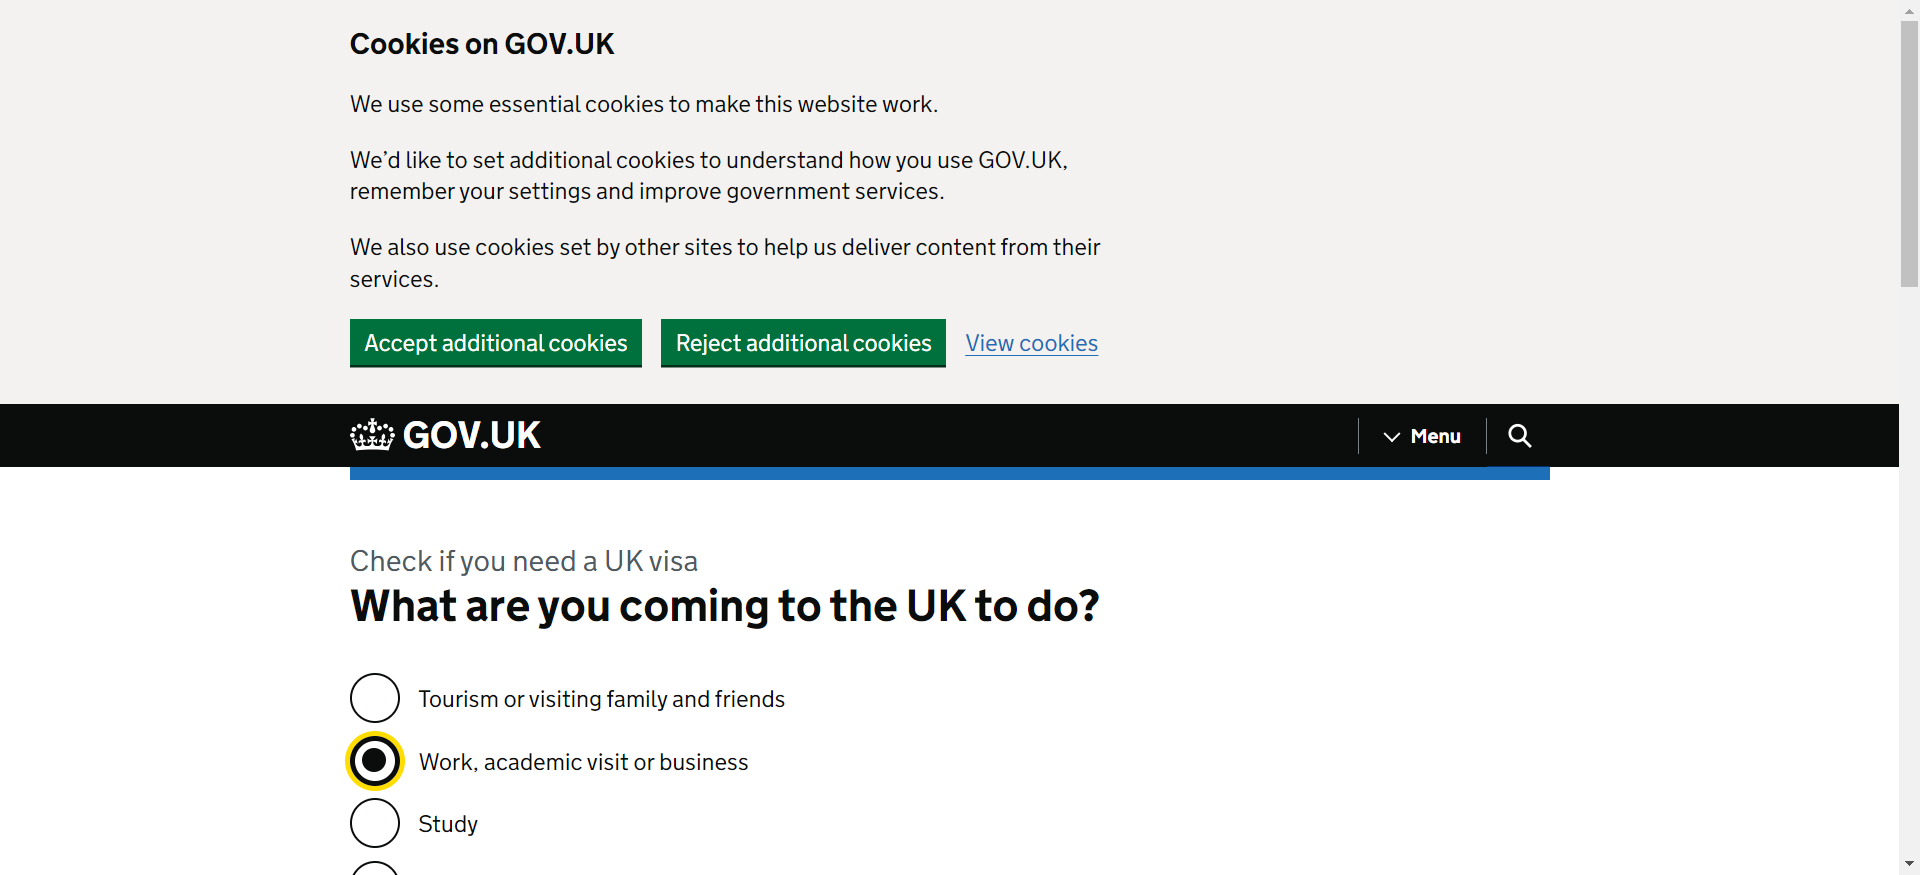 Cookies on GOV.UK
We use some essential cookies to make this website work.
We’d like to set additional cookies to understand how you use GOV.UK,
remember your settings and improve government services.
We also use cookies set by other sites to help us deliver content from their
services.
Accept additional cookies Reject additional cookies View cookies
GOV.UK Menu
Check if you need a UK visa
What are you coming to the UK to do?
Tourism or visiting family and friends
Work, academic visit or business
Study